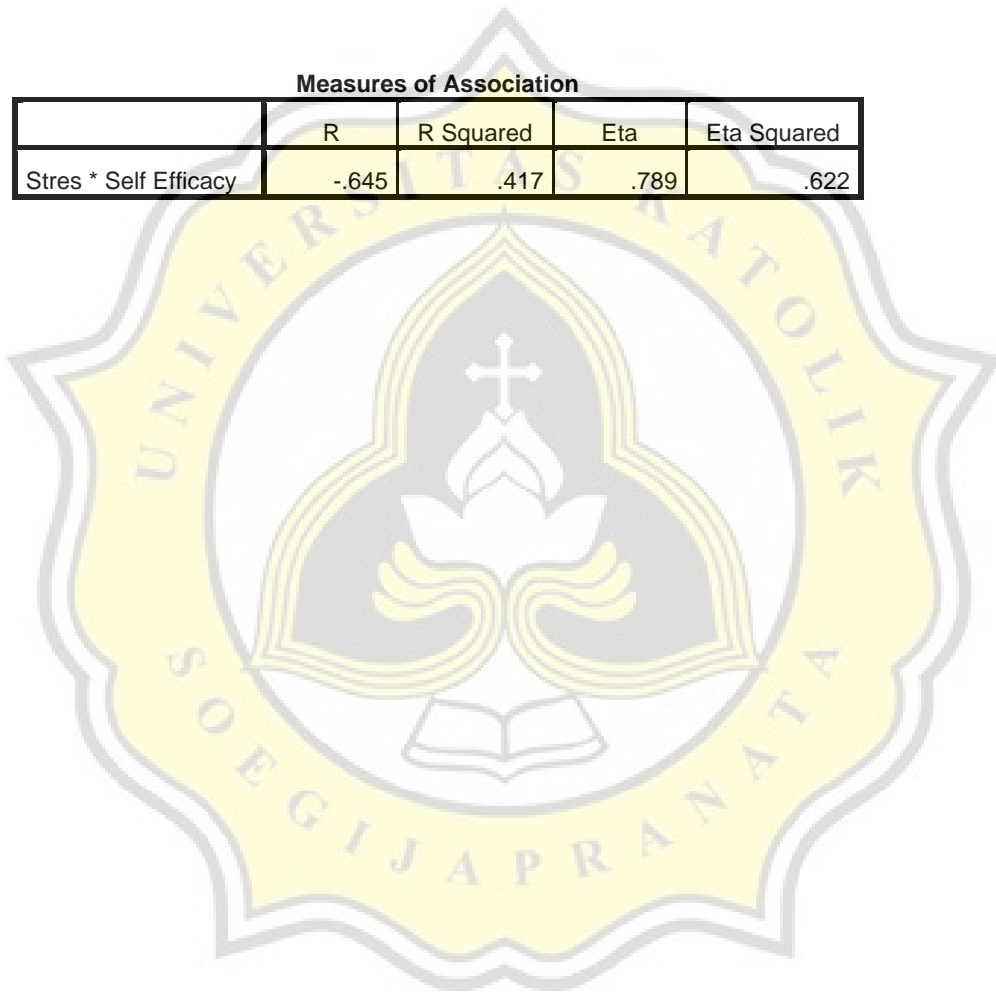 Measures of Association
R R Squared Eta Eta Squared
Stres * Self Efficacy -.645 .417 .789 .622
UNIVERSITAS KATOLIK
SOEGIJAPRANATA